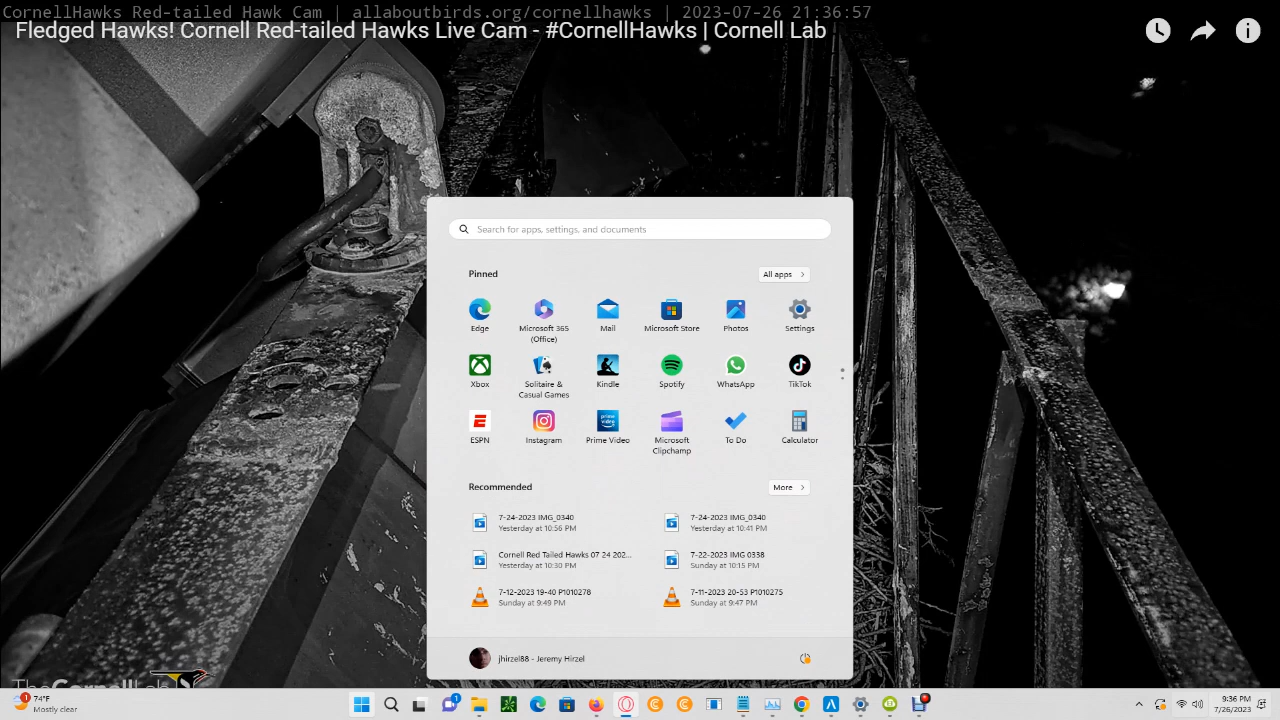 CornellHawks Red-tailed Hawk Cam | allaboutbirds.org/cornellhawks | 2023-07-26 21:36:57
Fledged Hawks! Cornell Red-tailed Hawks Live Cam - #CornellHawks | Cornell Lab
Search for apps, settings, and documents
Pinned
All apps
Edge
Microsoft 365 (Office)
Mail
Microsoft Store
Photos
Settings
Xbox
Solitaire & Casual Games
Kindle
Spotify
WhatsApp
TikTok
ESPN
Instagram
prime video
Prime Video
Microsoft Clipchamp
To Do
Calculator
Recommended
More
7-24-2023 IMG_0340
Yesterday at 10:56 PM
7-24-2023 IMG_0340
Yesterday at 10:41 PM
Cornell Red Tailed Hawks 07 24 202...
Yesterday at 10:30 PM
7-22-2023 IMG 0338
Sunday at 10:15 PM
7-12-2023 19-40 P1010278
Sunday at 9:49 PM
7-11-2023 20-53 P1010275
Sunday at 9:47 PM
jhirzel88 - Jeremy Hirzel
TheCornellLab
1
74°F
Mostly clear
1
9:36 PM
7/26/2023